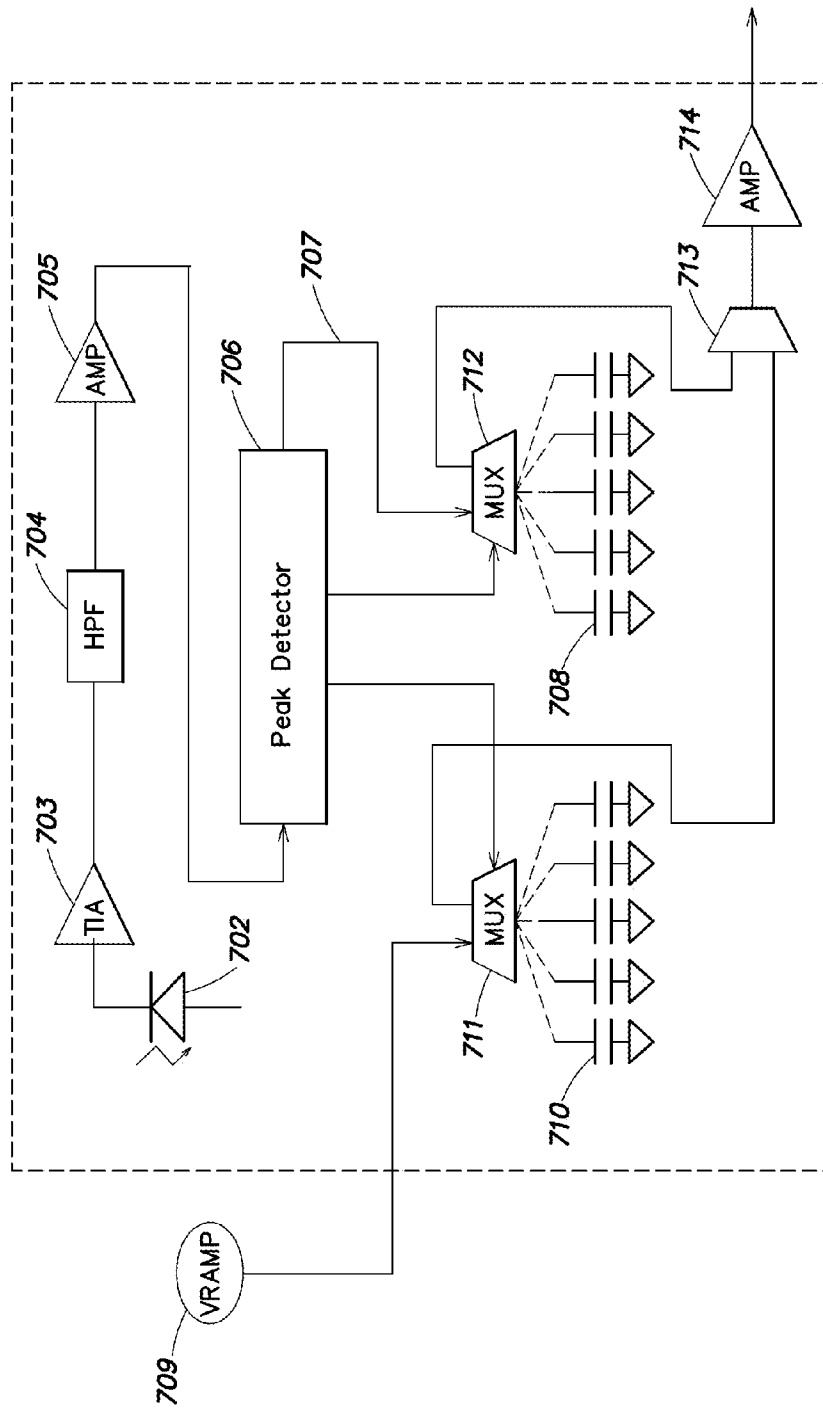 702
TIA
703
HPF
704
AMP
705
Peak Detector
706
707
VRAMP
709
MUX
711
710
MUX
712
708
713
AMP
714